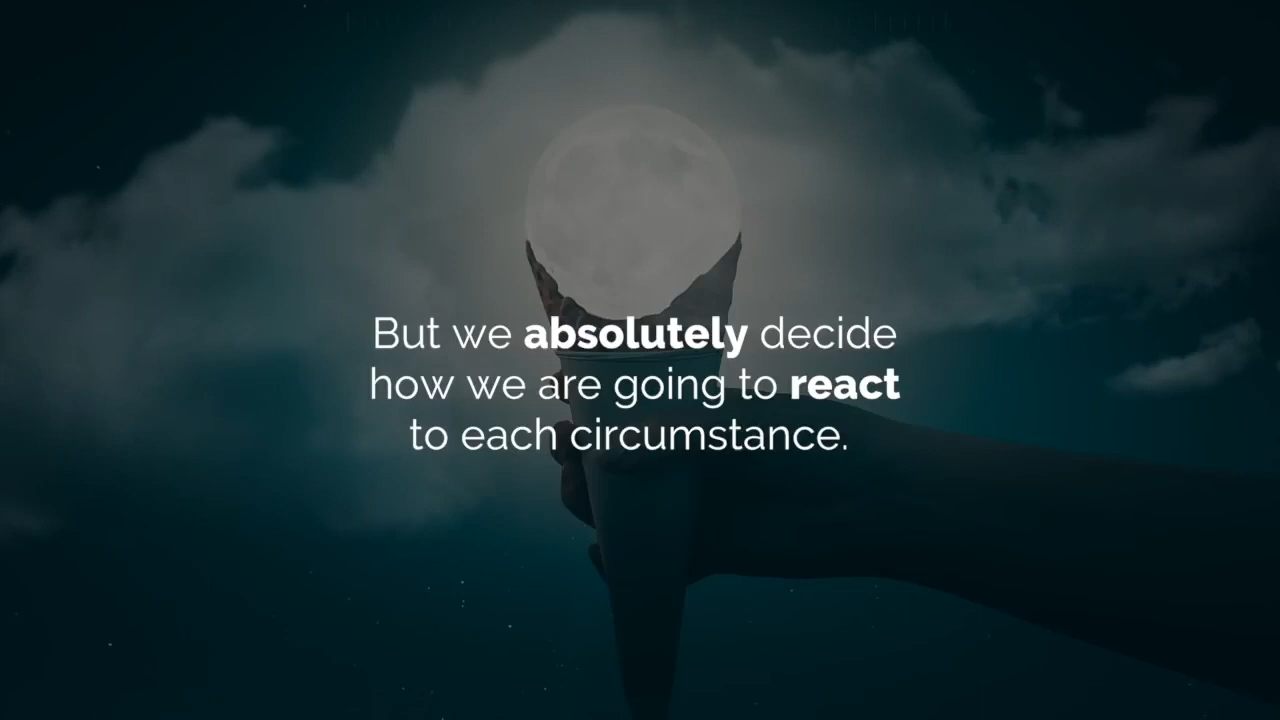 But we absolutely decide
how we are going to react
to each circumstance.